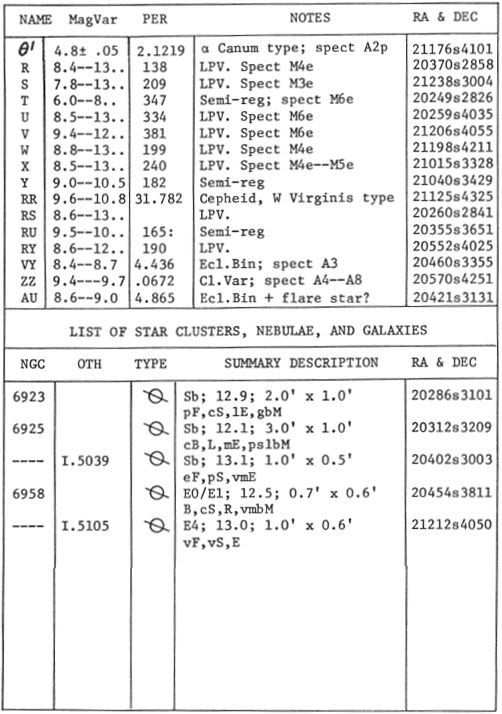 NAME MagVar PER NOTES RA & DEC
θ' 4.8± .05 2.1219 α Canum type; spect A2p 21176s4101
R 8.4--13.. 138 LPV. Spect M4e 20370s2858
S 7.8--13.. 209 LPV. Spect M3e 21238s3004
T 6.0--8.. 347 Semi-reg; spect M6e 20249s2826
U 8.5--13.. 334 LPV. Spect M6e 20259s4035
V 9.4--12.. 381 LPV. Spect M6e 21206s4055
W 8.8--13.. 199 LPV. Spect M4e 21198s4211
X 8.5--13.. 240 LPV. Spect M4e--M5e 21015s3328
Y 9.0--10.5 182 Semi-reg 21040s3429
RR 9.6--10.8 31.782 Cepheid, W Virginis type 21125s4325
RS 8.6--13.. LPV. 20260s2841
RU 9.5--10.. 165: Semi-reg 20355s3651
RY 8.6--12.. 190 LPV. 20552s4025
VY 8.4--8.7 4.436 Ecl.Bin; spect A3 20460s3355
ZZ 9.4---9.7 .0672 Cl.Var; spect A4--A8 20570s4251
AU 8.6--9.0 4.865 Ecl.Bin + flare star? 20421s3131
LIST OF STAR CLUSTERS, NEBULAE, AND GALAXIES
NGC OTH TYPE SUMMARY DESCRIPTION RA & DEC
6923 Sb; 12.9; 2.0' x 1.0' 20286s3101
pF,cS,lE,gbM
6925 Sb; 12.1; 3.0' x 1.0' 20312s3209
cB,L,mE,pslbM
---- I.5039 Sb; 13.1; 1.0' x 0.5' 20402s3003
eF,pS,vmE
6958 E0/E1; 12.5; 0.7' x 0.6' 20454s3811
B,cS,R,vmbM
---- I.5105 E4; 13.0; 1.0' x 0.6' 21212s4050
vF,vS,E